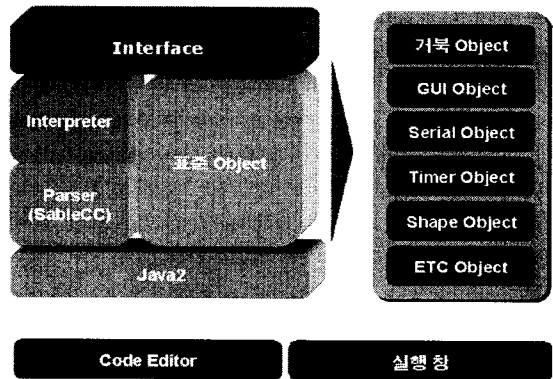 Interface
Interpreter
Parser
(SableCC)
표준 Object
Java2
거북 Object
GUI Object
Serial Object
Timer Object
Shape Object
ETC Object
Code Editor
실행 창